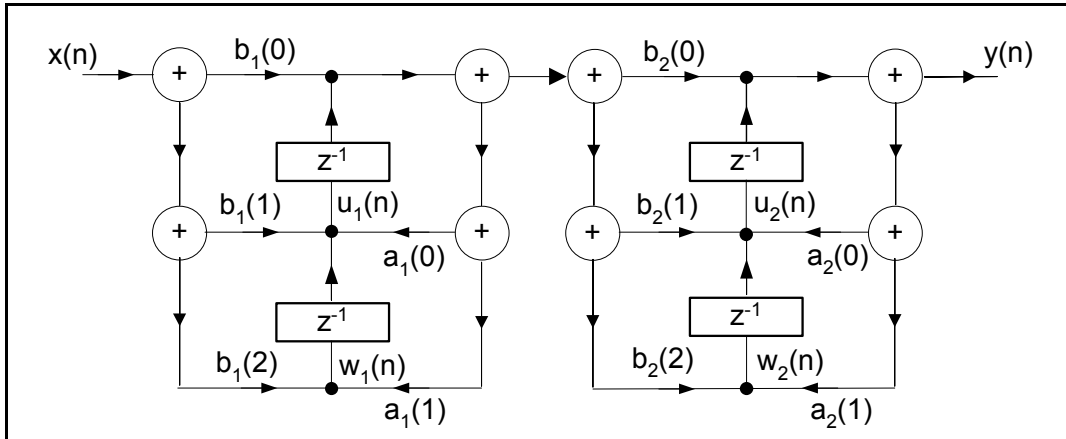 x(n) + b₁(0) + + b₂(0) + y(n)
z⁻¹ z⁻¹
+ b₁(1) u₁(n) + + b₂(1) u₂(n) +
a₁(0) a₂(0)
z⁻¹ z⁻¹
b₁(2) w₁(n) b₂(2) w₂(n)
a₁(1) a₂(1)